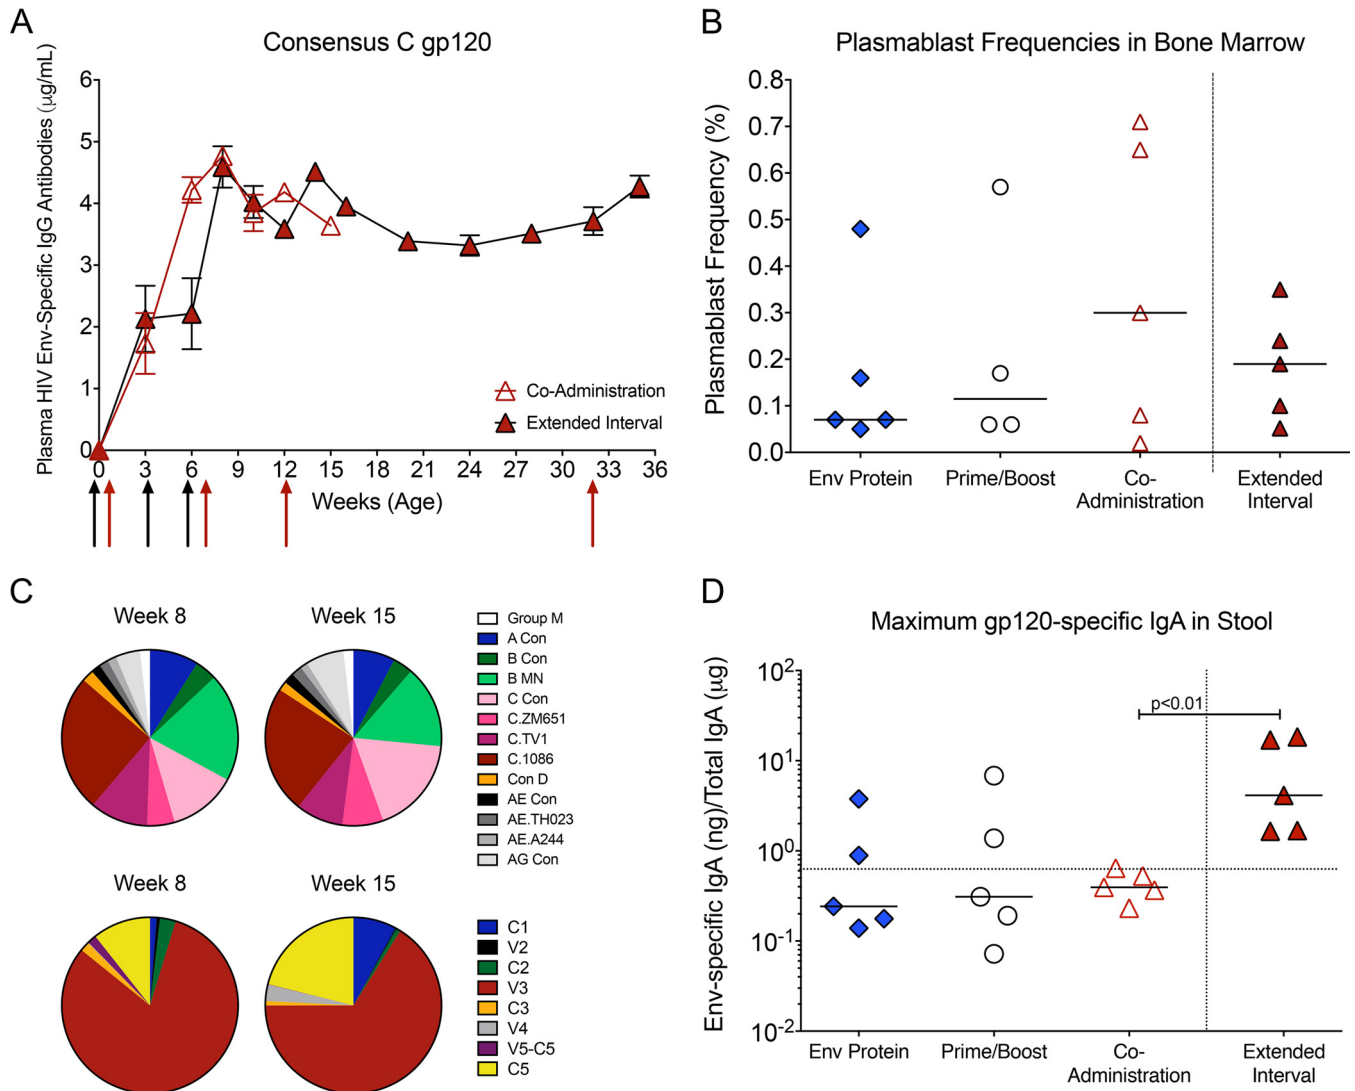 A
Consensus C gp120
Plasma HIV Env-Specific IgG Antibodies (µg/mL)
6
5
4
3
2
1
0
0 3 6 9 12 15 18 21 24 27 30 33 36
Weeks (Age)
Co-Administration
Extended Interval
B
Plasmablast Frequencies in Bone Marrow
Plasmablast Frequency (%)
0.8
0.7
0.6
0.5
0.4
0.3
0.2
0.1
0.0
Env Protein
Prime/Boost
Co-
Administration
Extended
Interval
C
Week 8
Week 15
Group M
A Con
B Con
B MN
C Con
C.ZM651
C.TV1
C.1086
Con D
AE Con
AE.TH023
AE.A244
AG Con
Week 8
Week 15
C1
V2
C2
V3
C3
V4
V5-C5
C5
D
Maximum gp120-specific IgA in Stool
Env-specific IgA (ng)/Total IgA (µg)
10²
10¹
10⁰
10⁻¹
10⁻²
p<0.01
Env Protein
Prime/Boost
Co-
Administration
Extended
Interval